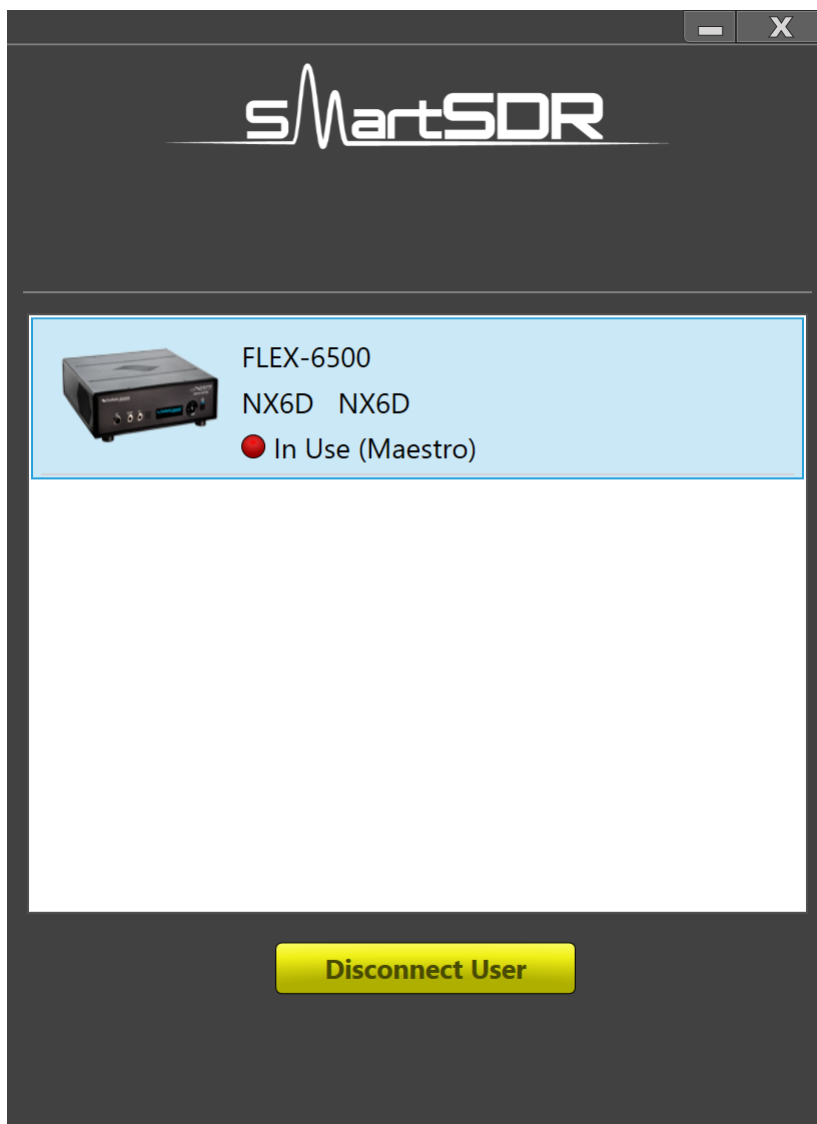 X
sMartSDR
FLEX-6500
NX6D NX6D
In Use (Maestro)
Disconnect User